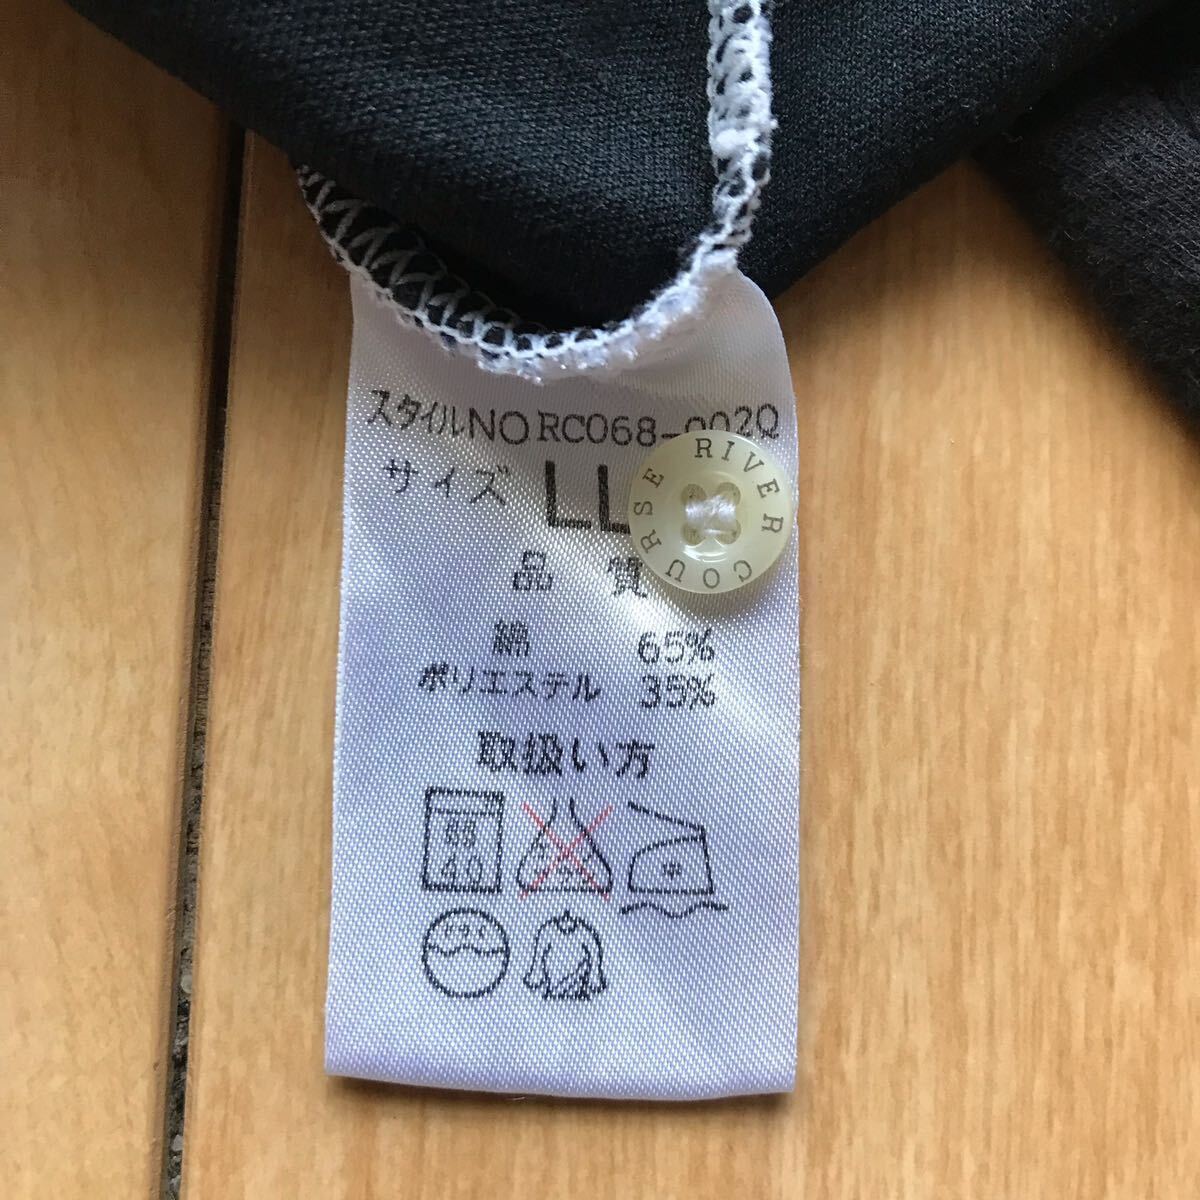 スタイルNO RC068-002Q
サイズ LL
RIVER COURSE
品質
綿 65%
ポリエステル 35%
取扱い方
40